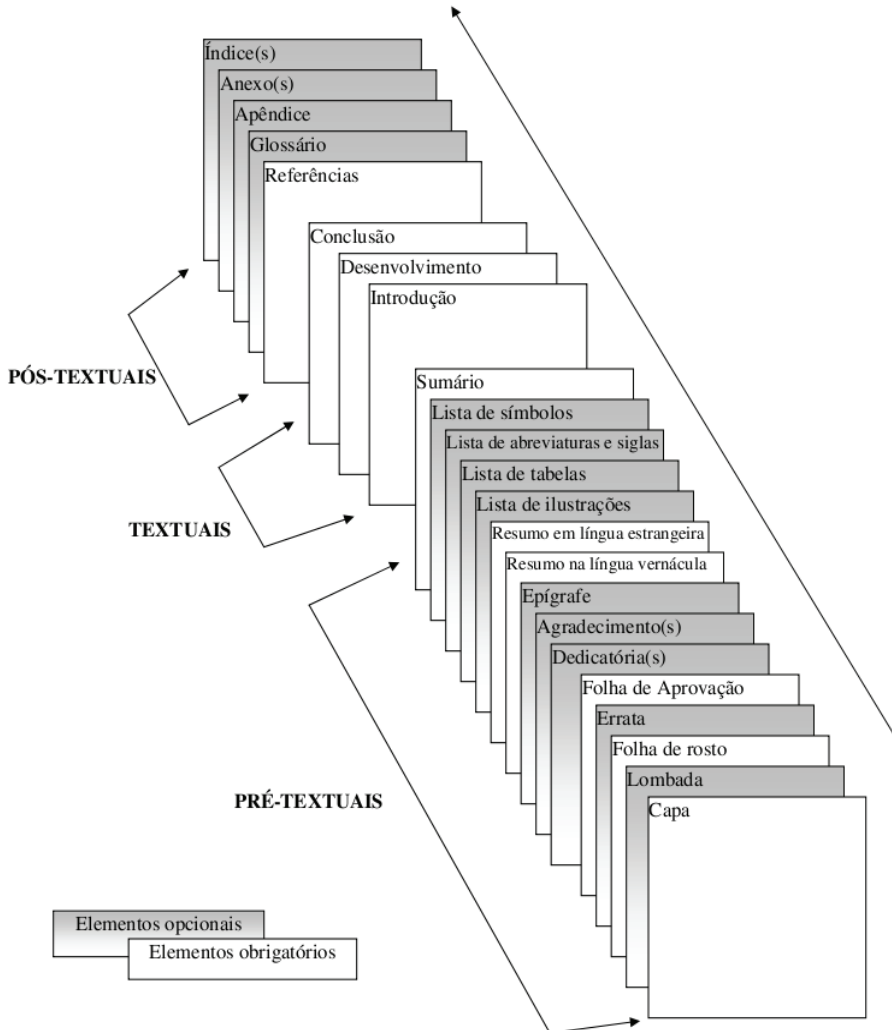 Índice(s)
Anexo(s)
Apêndice
Glossário
Referências
Conclusão
Desenvolvimento
Introdução
PÓS-TEXTUAIS
Sumário
Lista de símbolos
Lista de abreviaturas e siglas
Lista de tabelas
Lista de ilustrações
TEXTUAIS
Resumo em língua estrangeira
Resumo na língua vernácula
Epígrafe
Agradecimento(s)
Dedicatória(s)
Folha de Aprovação
Errata
Folha de rosto
Lombada
PRÉ-TEXTUAIS
Capa
Elementos opcionais
Elementos obrigatórios